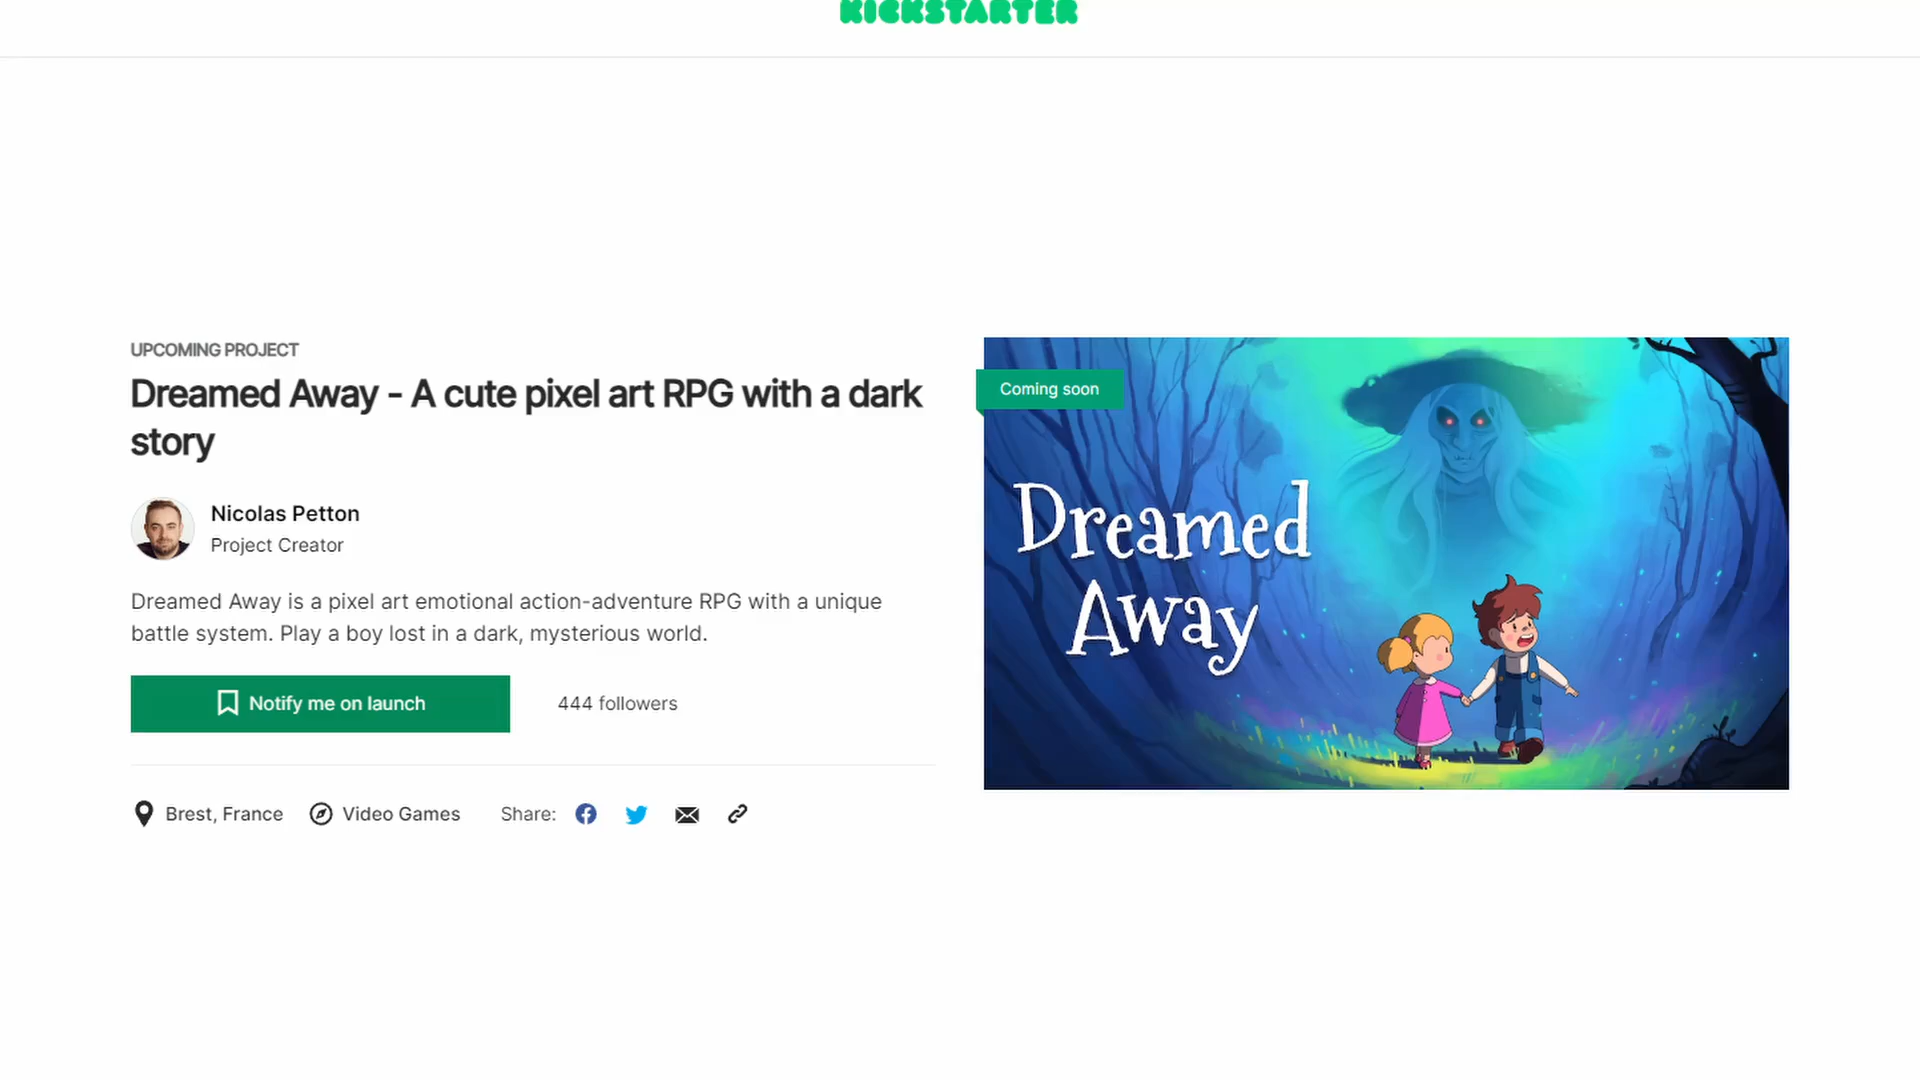 KICKSTARTER
UPCOMING PROJECT
Dreamed Away - A cute pixel art RPG with a dark
story
Nicolas Petton
Project Creator
Dreamed Away is a pixel art emotional action-adventure RPG with a unique
battle system. Play a boy lost in a dark, mysterious world.
Notify me on launch
444 followers
Brest, France
Video Games
Share:
Coming soon
Dreamed
Away